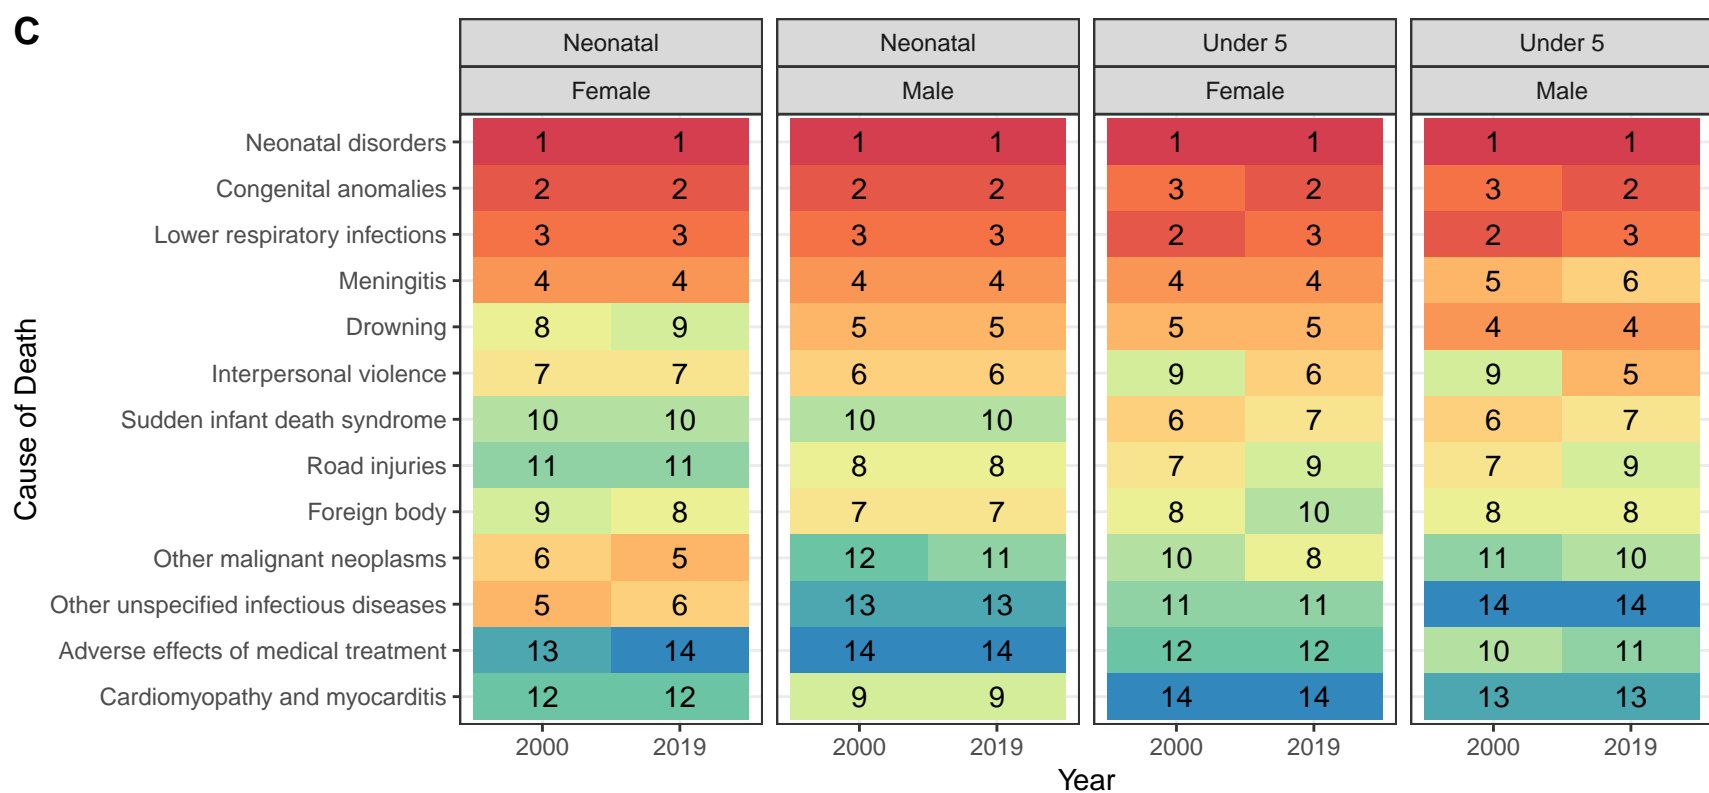 C
Neonatal Neonatal Under 5 Under 5
Female Male Female Male
Neonatal disorders 1 1 1 1 1 1 1 1
Congenital anomalies 2 2 2 2 3 2 3 2
Lower respiratory infections 3 3 3 3 2 3 2 3
Meningitis 4 4 4 4 4 4 5 6
Drowning 8 9 5 5 5 5 4 4
Interpersonal violence 7 7 6 6 9 6 9 5
Sudden infant death syndrome 10 10 10 10 6 7 6 7
Road injuries 11 11 8 8 7 9 7 9
Foreign body 9 8 7 7 8 10 8 8
Other malignant neoplasms 6 5 12 11 10 8 11 10
Other unspecified infectious diseases 5 6 13 13 11 11 14 14
Adverse effects of medical treatment 13 14 14 14 12 12 10 11
Cardiomyopathy and myocarditis 12 12 9 9 14 14 13 13
2000 2019 2000 2019 2000 2019 2000 2019
Year
Cause of Death